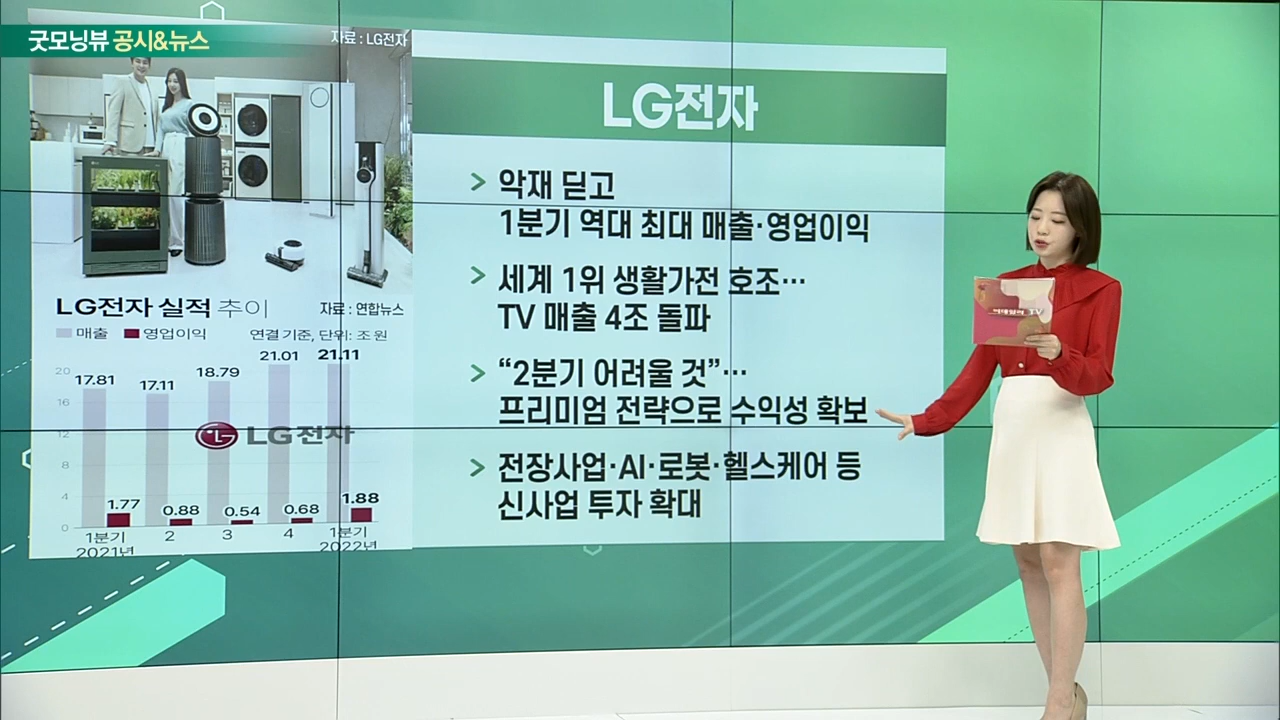 굿모닝뷰 공시&뉴스
자료 : LG전자
LG전자
악재 딛고
1분기 역대 최대 매출·영업이익
세계 1위 생활가전 호조…
TV 매출 4조 돌파
“2분기 어려울 것”…
프리미엄 전략으로 수익성 확보
전장사업·AI·로봇·헬스케어 등
신사업 투자 확대
LG전자 실적 추이
자료 : 연합뉴스
매출 영업이익 연결 기준, 단위: 조 원
17.81 17.11 18.79 21.01 21.11
20
16
12
8
4
0
LG LG전자
1.77 0.88 0.54 0.68 1.88
1분기 2 3 4 1분기
2021년 2022년
TV